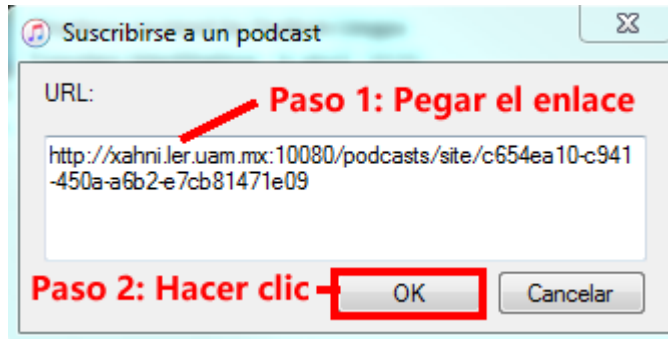 Suscribirse a un podcast
URL:
Paso 1: Pegar el enlace
http://xahni.ler.uam.mx:10080/podcasts/site/c654ea10-c941
-450a-a6b2-e7cb81471e09
Paso 2: Hacer clic
OK
Cancelar